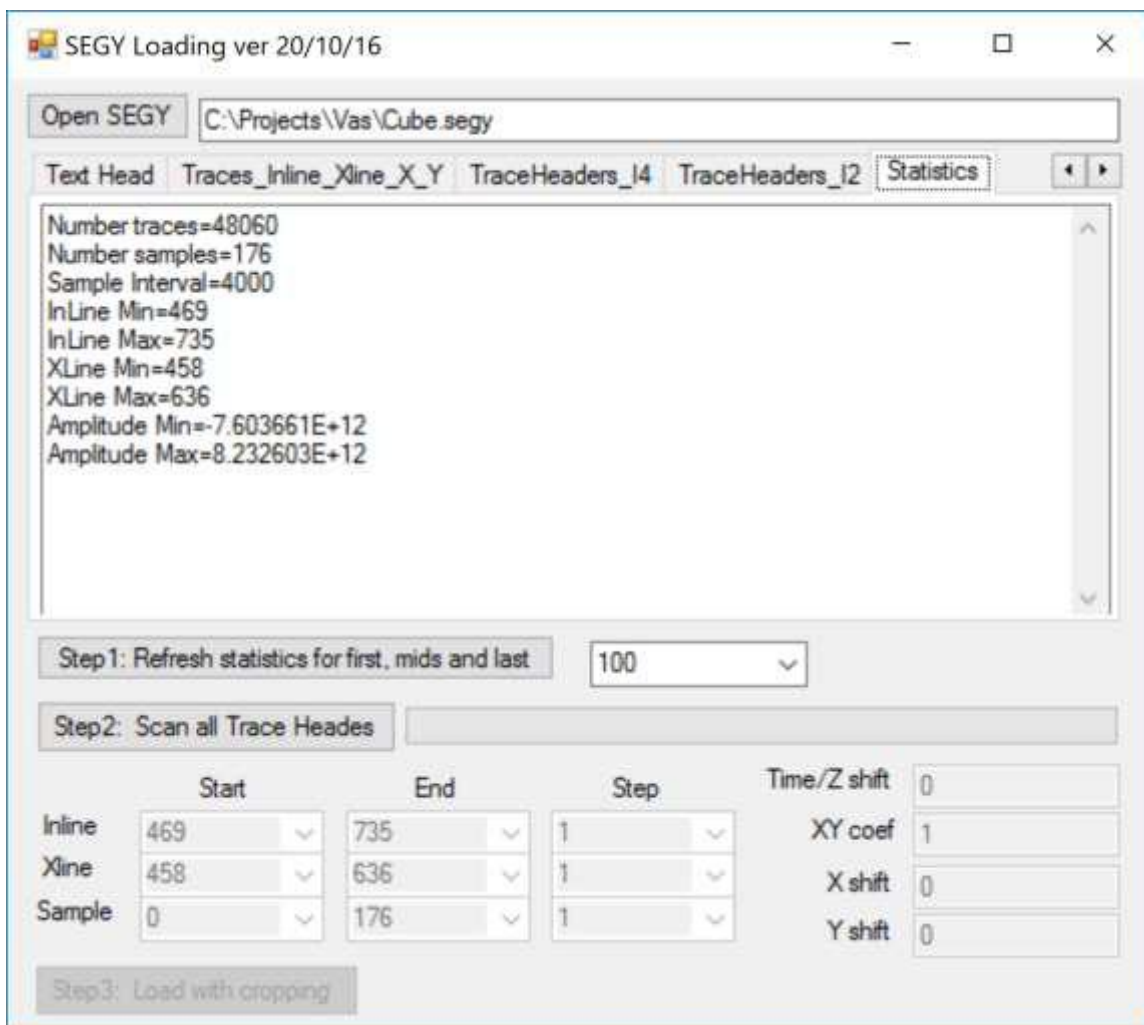 SEGY Loading ver 20/10/16
Open SEGY C:\Projects\Vas\Cube.segy
Text Head Traces_Inline_Xline_X_Y TraceHeaders_I4 TraceHeaders_I2 Statistics
Number traces=48060
Number samples=176
Sample Interval=4000
InLine Min=469
InLine Max=735
XLine Min=458
XLine Max=636
Amplitude Min=-7.603661E+12
Amplitude Max=8.232603E+12
Step1: Refresh statistics for first, mids and last 100
Step2: Scan all Trace Heades
Start End Step Time/Z shift 0
Inline 469 735 1 XY coef 1
Xline 458 636 1 X shift 0
Sample 0 176 1 Y shift 0
Step3: Load with cropping